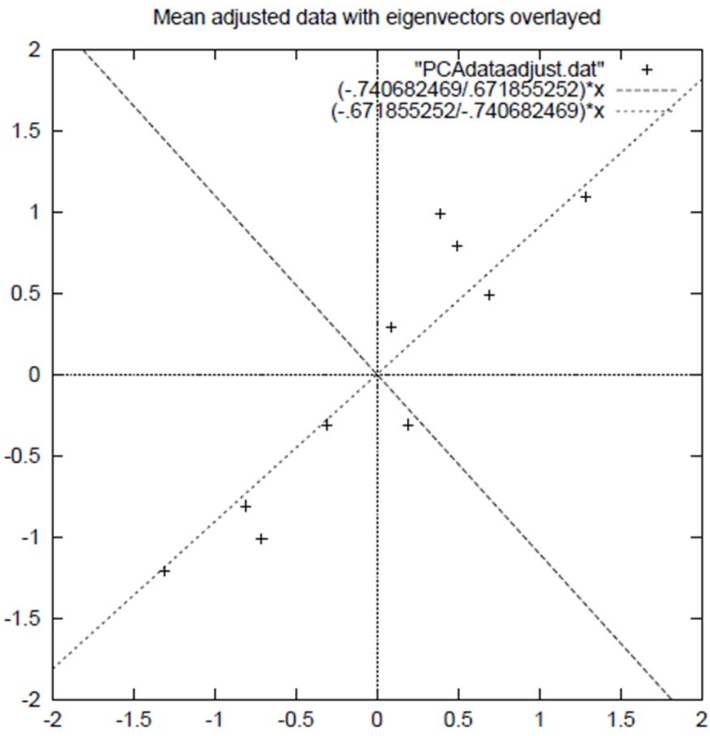 Mean adjusted data with eigenvectors overlayed
2
"PCAdataadjust.dat"
(-.740682469/.671855252)*x
(-.671855252/-.740682469)*x
1.5
1
0.5
0
-0.5
-1
-1.5
-2
-2 -1.5 -1 -0.5 0 0.5 1 1.5 2